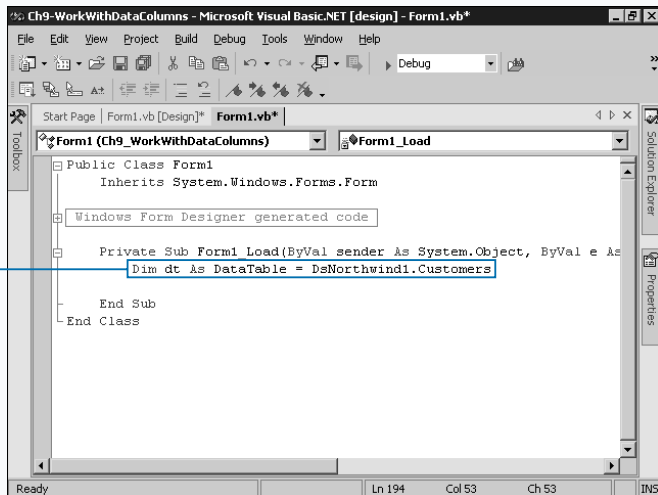 Ch9-WorkWithDataColumns - Microsoft Visual Basic.NET [design] - Form1.vb*
File Edit View Project Build Debug Tools Window Help
Debug
Start Page Form1.vb [Design]* Form1.vb*
Toolbox
Form1 (Ch9_WorkWithDataColumns) Form1_Load
Solution Explorer
Public Class Form1
Inherits System.Windows.Forms.Form
Windows Form Designer generated code
Private Sub Form1_Load(ByVal sender As System.Object, ByVal e As
Dim dt As DataTable = DsNorthwind1.Customers
Properties
End Sub
End Class
Ready Ln 194 Col 53 Ch 53 INS